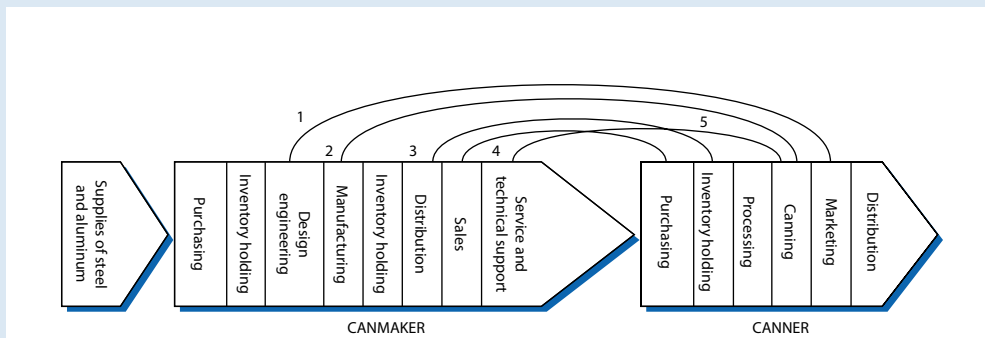 1
2
3
4
5
Supplies of steel
and aluminum
Purchasing
Inventory holding
Design
engineering
Manufacturing
Inventory holding
Distribution
Sales
Service and
technical support
Purchasing
Inventory holding
Processing
Canning
Marketing
Distribution
CANMAKER
CANNER